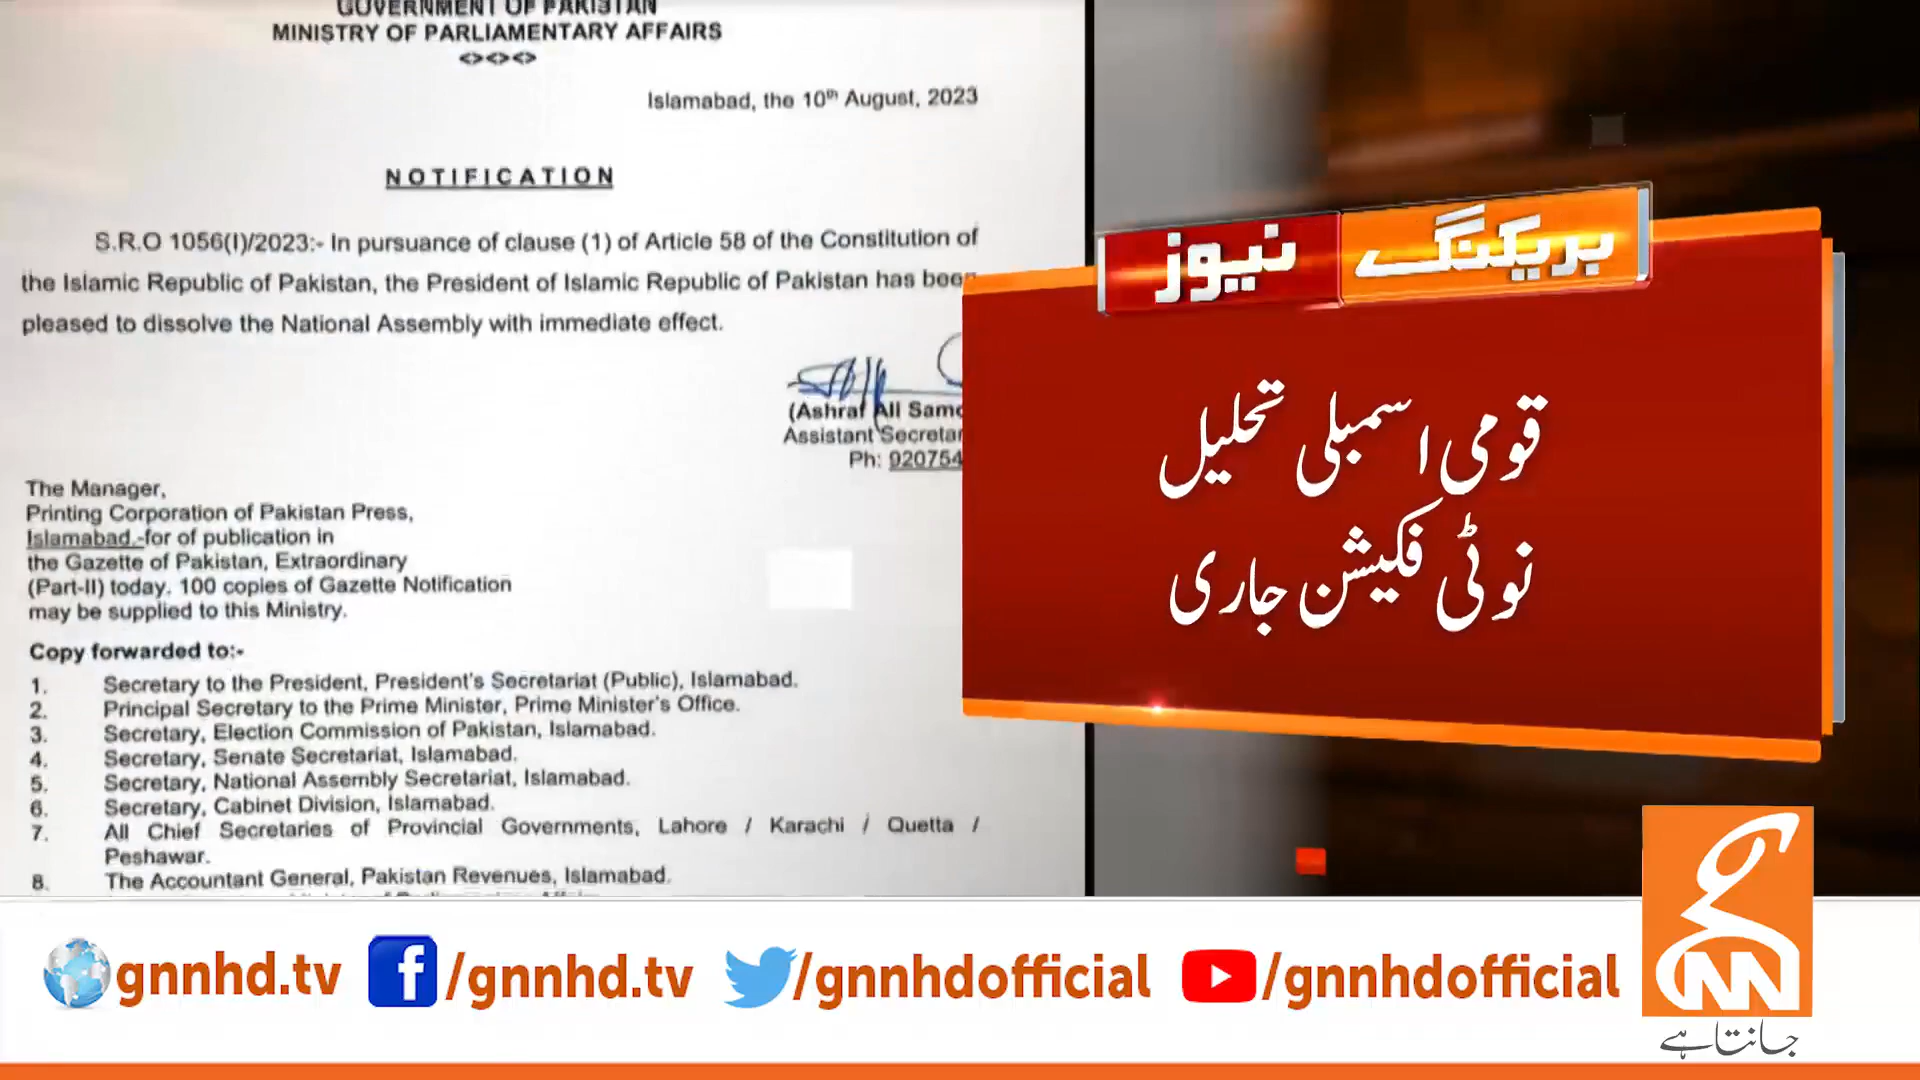 GOVERNMENT OF PAKISTAN
MINISTRY OF PARLIAMENTARY AFFAIRS
Islamabad, the 10th August, 2023
NOTIFICATION
S.R.O 1056(I)/2023:- In pursuance of clause (1) of Article 58 of the Constitution of
the Islamic Republic of Pakistan, the President of Islamic Republic of Pakistan has been
pleased to dissolve the National Assembly with immediate effect.
(Ashraf Ali
Assistant
Ph: 920754
The Manager,
Printing Corporation of Pakistan Press,
Islamabad.-for of publication in
the Gazette of Pakistan, Extraordinary
(Part-II) today. 100 copies of Gazette Notification
may be supplied to this Ministry.
Copy forwarded to:-
1. Secretary to the President, President's Secretariat (Public), Islamabad.
2. Principal Secretary to the Prime Minister, Prime Minister's Office.
3. Secretary, Election Commission of Pakistan, Islamabad.
4. Secretary, Senate Secretariat, Islamabad.
5. Secretary, National Assembly Secretariat, Islamabad.
6. Secretary, Cabinet Division, Islamabad.
7. All Chief Secretaries of Provincial Governments, Lahore / Karachi / Quetta /
Peshawar.
8. The Accountant General, Pakistan Revenues, Islamabad.
بریکنگ نیوز
قومی اسمبلی تحلیل
نوٹی فکیشن جاری
gnnhd.tv /gnnhd.tv /gnnhdofficial /gnnhdofficial
GNN
جانتا ہے